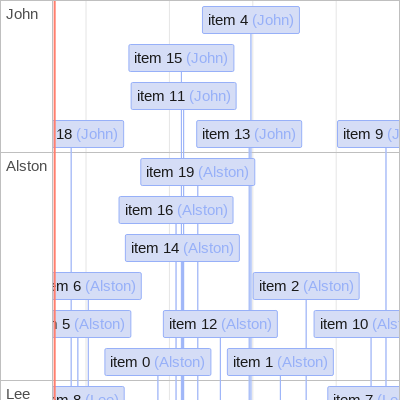 John
item 4 (John)
item 15 (John)
item 11 (John)
18 (John)
item 13 (John)
item 9 (J
Alston
item 19 (Alston)
item 16 (Alston)
item 14 (Alston)
m 6 (Alston)
item 2 (Alston)
5 (Alston)
item 12 (Alston)
item 10 (Als
item 0 (Alston)
item 1 (Alston)
Lee
m 8 (Lee)
item 7 (Le